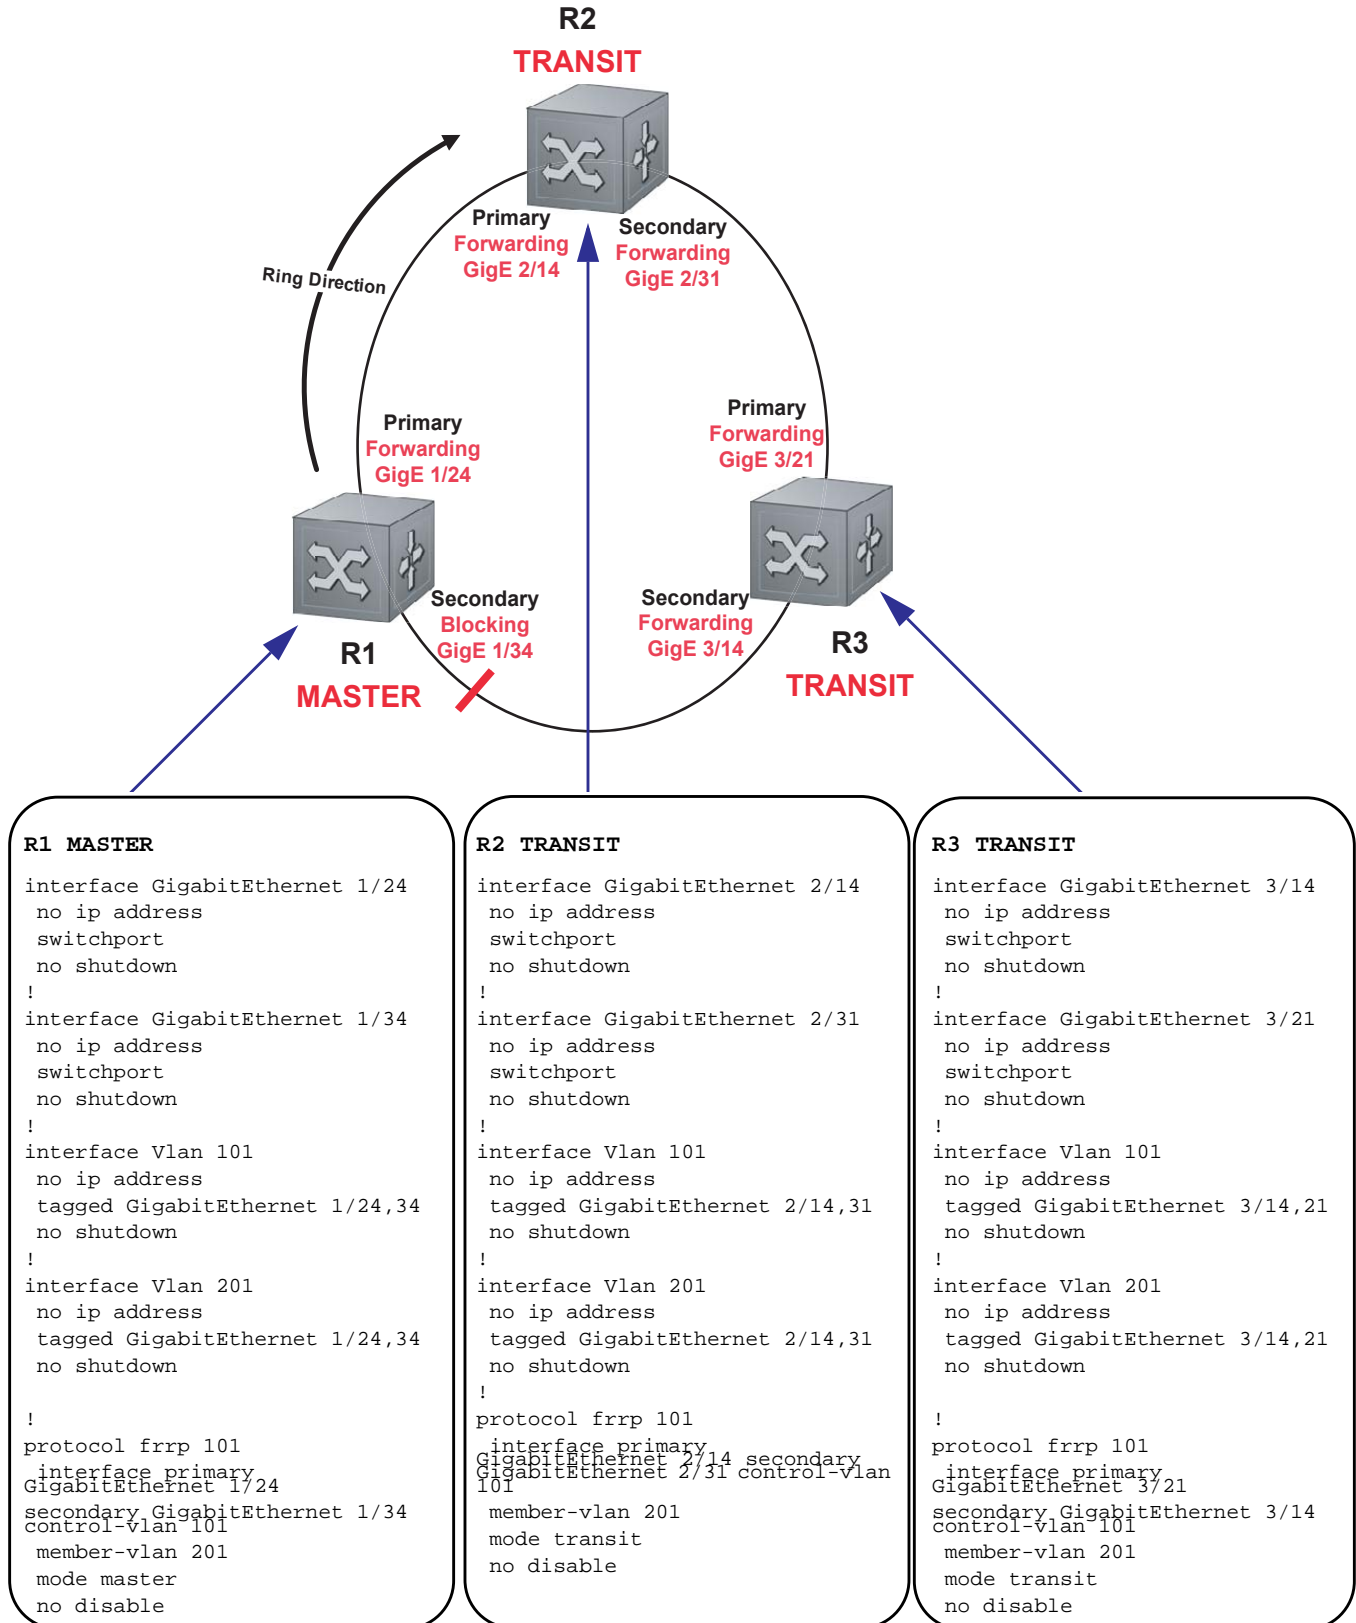 R2
TRANSIT
Primary
Forwarding
GigE 2/14
Secondary
Forwarding
GigE 2/31
Ring Direction
Primary
Forwarding
GigE 1/24
Primary
Forwarding
GigE 3/21
Secondary
Blocking
GigE 1/34
Secondary
Forwarding
GigE 3/14
R1
MASTER
R3
TRANSIT
R1 MASTER
interface GigabitEthernet 1/24
no ip address
switchport
no shutdown
!
interface GigabitEthernet 1/34
no ip address
switchport
no shutdown
!
interface Vlan 101
no ip address
tagged GigabitEthernet 1/24,34
no shutdown
!
interface Vlan 201
no ip address
tagged GigabitEthernet 1/24,34
no shutdown
!
protocol frrp 101
interface primary
GigabitEthernet 1/24
secondary GigabitEthernet 1/34
control-vlan 101
member-vlan 201
mode master
no disable
R2 TRANSIT
interface GigabitEthernet 2/14
no ip address
switchport
no shutdown
!
interface GigabitEthernet 2/31
no ip address
switchport
no shutdown
!
interface Vlan 101
no ip address
tagged GigabitEthernet 2/14,31
no shutdown
!
interface Vlan 201
no ip address
tagged GigabitEthernet 2/14,31
no shutdown
!
protocol frrp 101
interface primary
GigabitEthernet 2/14 secondary
GigabitEthernet 2/31 control-vlan
101
member-vlan 201
mode transit
no disable
R3 TRANSIT
interface GigabitEthernet 3/14
no ip address
switchport
no shutdown
!
interface GigabitEthernet 3/21
no ip address
switchport
no shutdown
!
interface Vlan 101
no ip address
tagged GigabitEthernet 3/14,21
no shutdown
!
interface Vlan 201
no ip address
tagged GigabitEthernet 3/14,21
no shutdown
!
protocol frrp 101
interface primary
GigabitEthernet 3/21
secondary GigabitEthernet 3/14
control-vlan 101
member-vlan 201
mode transit
no disable